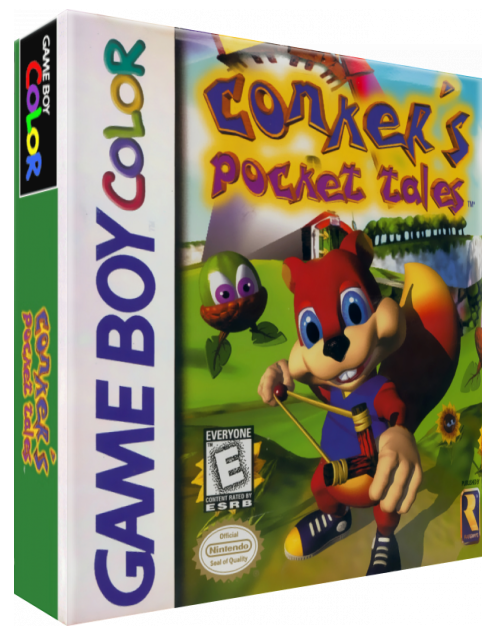 GAME BOY
COLOR
Conker's
Pocket tales
GAME BOY COLOR
Conker's
Pocket tales
TM
EVERYONE
E
CONTENT RATED BY
ESRB
Official
Nintendo
Seal of Quality
R